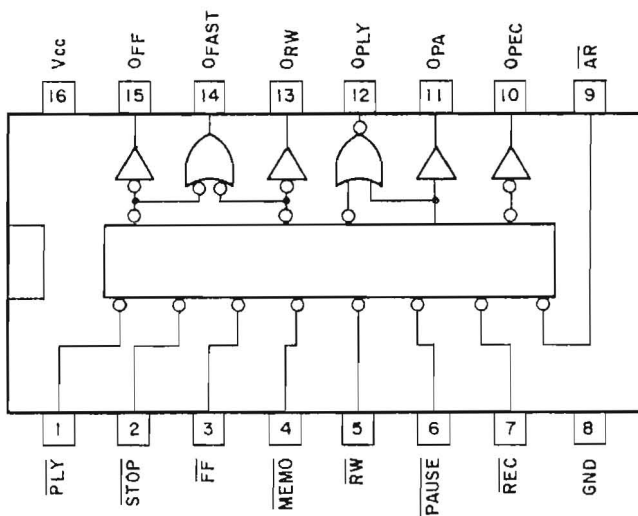 Vcc OFF OFAST ORW OPLY OPA OPEC AR
16 15 14 13 12 11 10 9
1 2 3 4 5 6 7 8
PLY STOP FF MEMO RW PAUSE REC GND